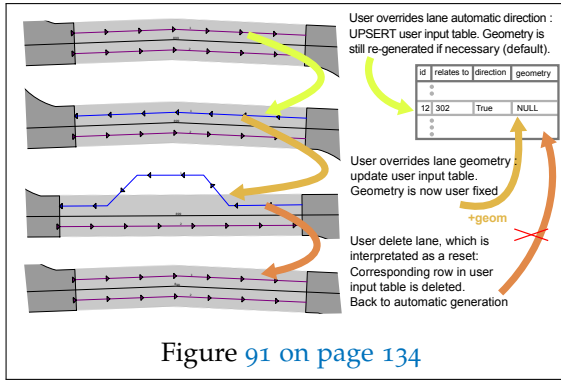 User overrides lane automatic direction :
UPSERT user input table. Geometry is
still re-generated if necessary (default).
id relates to direction geometry
12 302 True NULL
User overrides lane geometry :
update user input table.
Geometry is now user fixed
+geom
User delete lane, which is
interpretated as a reset:
Corresponding row in user
input table is deleted.
Back to automatic generation
Figure 91 on page 134